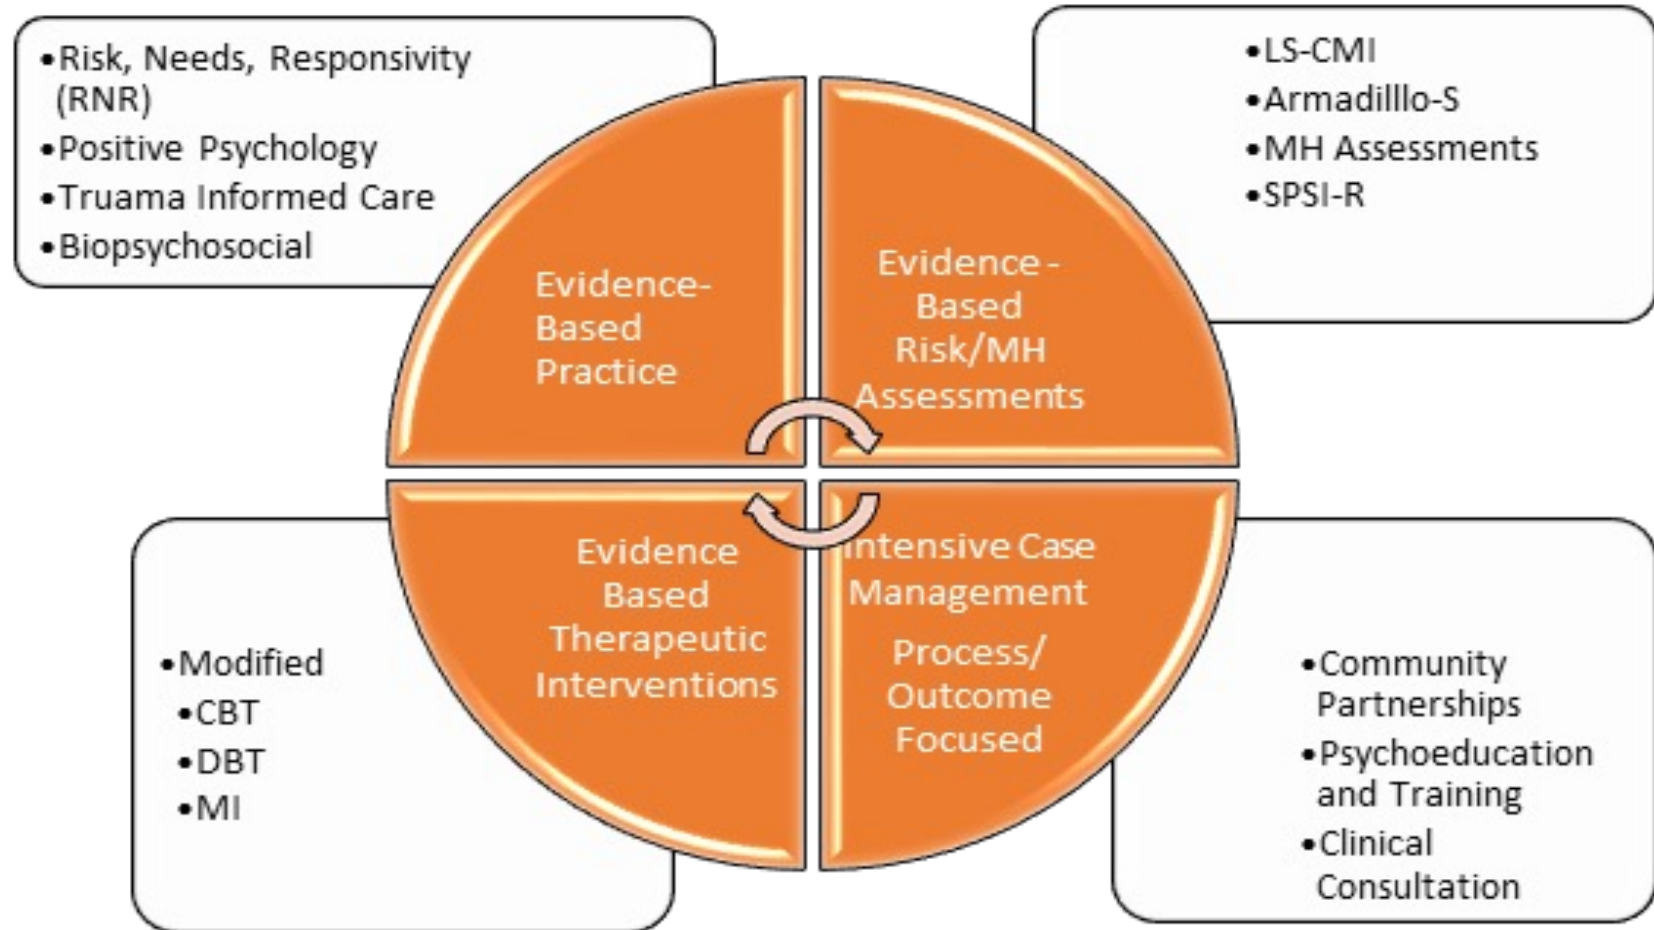 •Risk, Needs, Responsivity
(RNR)
•Positive Psychology
•Truama Informed Care
•Biopsychosocial
•LS-CMI
•Armadilllo-S
•MH Assessments
•SPSI-R
Evidence-
Based
Practice
Evidence-
Based
Risk/MH
Assessments
Evidence
Based
Therapeutic
Interventions
Intensive Case
Management
Process/
Outcome
Focused
•Modified
•CBT
•DBT
•MI
•Community
Partnerships
•Psychoeducation
and Training
•Clinical
Consultation